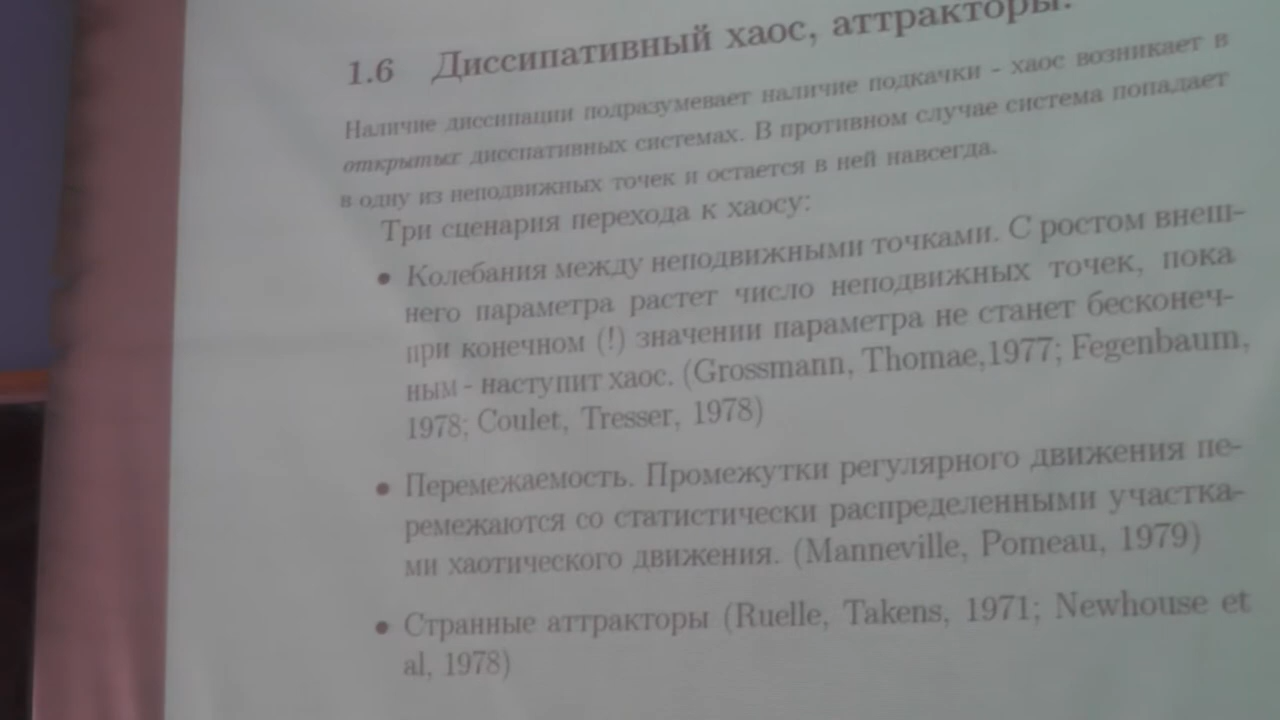 1.6 Диссипативный хаос, аттракторы.
Наличие диссипации подразумевает наличие подкачки - хаос возникает в
открытых дисспативных системах. В противном случае система попадает
в одну из неподвижных точек и остается в ней навсегда.
Три сценария перехода к хаосу:
• Колебания между неподвижными точками. С ростом внеш-
него параметра растет число неподвижных точек, пока
при конечном (!) значении параметра не станет бесконеч-
ным - наступит хаос. (Grossmann, Thomae,1977; Fegenbaum,
1978; Coulet, Tresser, 1978)
• Перемежаемость. Промежутки регулярного движения пе-
ремежаются со статистически распределенными участка-
ми хаотического движения. (Manneville, Pomeau, 1979)
• Странные аттракторы (Ruelle, Takens, 1971; Newhouse et
al, 1978)